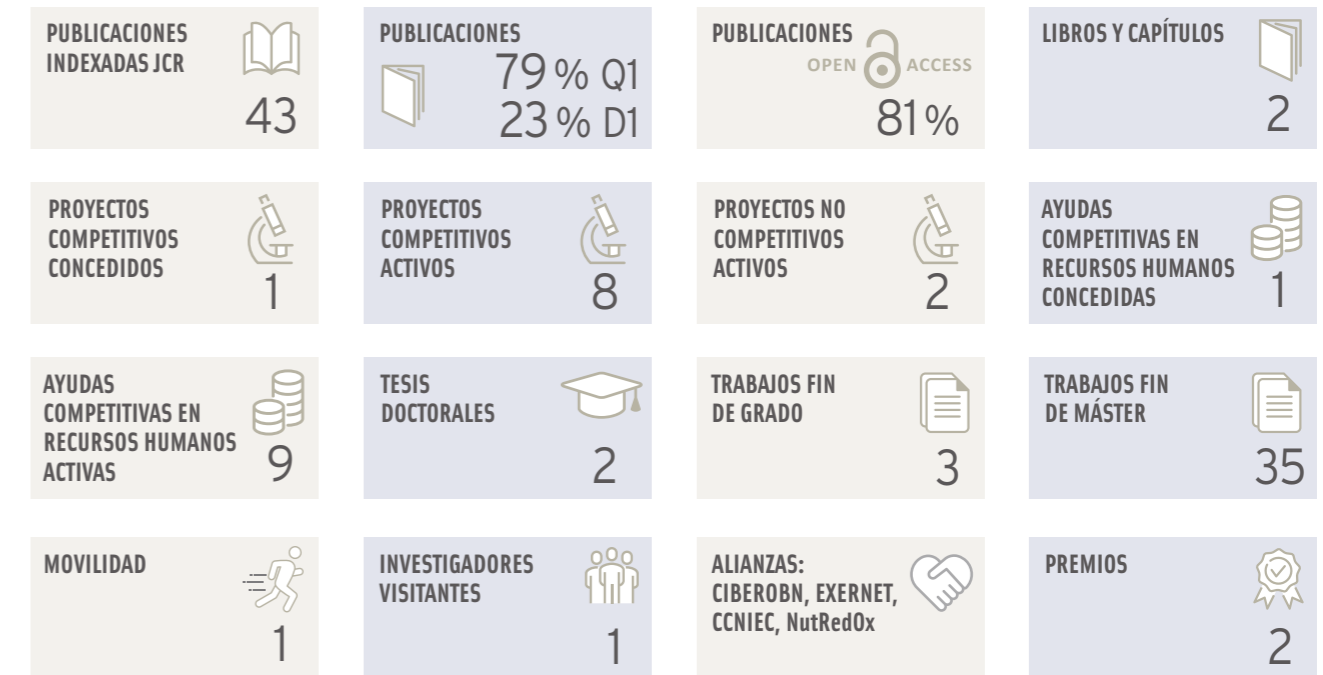 PUBLICACIONES
INDEXADAS JCR
43
PUBLICACIONES
79 % Q1
23 % D1
PUBLICACIONES
OPEN ACCESS
81%
LIBROS Y CAPÍTULOS
2
PROYECTOS
COMPETITIVOS
CONCEDIDOS
1
PROYECTOS
COMPETITIVOS
ACTIVOS
8
PROYECTOS NO
COMPETITIVOS
ACTIVOS
2
AYUDAS
COMPETITIVAS EN
RECURSOS HUMANOS
CONCEDIDAS
1
AYUDAS
COMPETITIVAS EN
RECURSOS HUMANOS
ACTIVAS
9
TESIS
DOCTORALES
2
TRABAJOS FIN
DE GRADO
3
TRABAJOS FIN
DE MÁSTER
35
MOVILIDAD
1
INVESTIGADORES
VISITANTES
1
ALIANZAS:
CIBEROBN, EXERNET,
CCNIEC, NutRedOx
PREMIOS
2